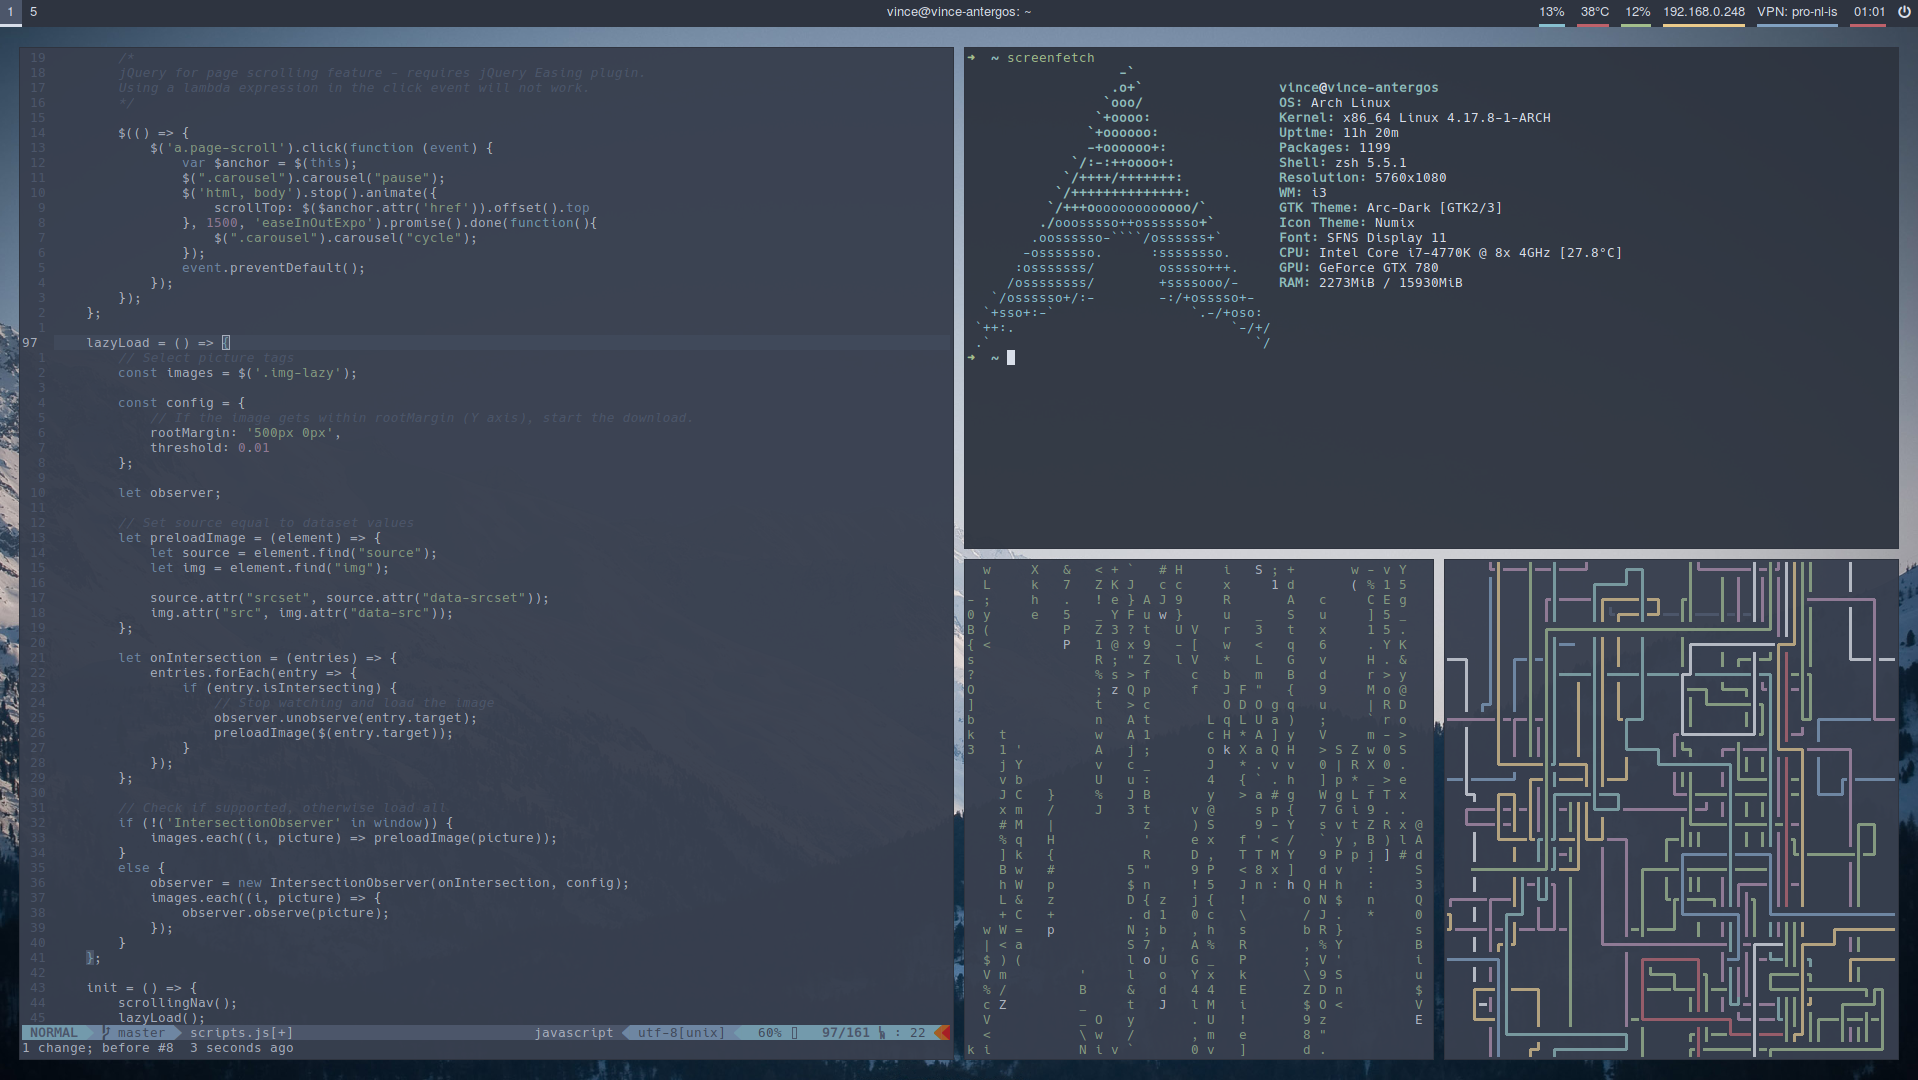 1 5 vince@vince-antergos: ~ 13% 38°C 12% 192.168.0.248 VPN: pro-nl-is 01:01
19 /*
18 jQuery for page scrolling feature - requires jQuery Easing plugin.
17 Using a lambda expression in the click event will not work.
16 */
15
14 $(() => {
13 $('a.page-scroll').click(function (event) {
12 var $anchor = $(this);
11 $(".carousel").carousel("pause");
10 $('html, body').stop().animate({
9 scrollTop: $($anchor.attr('href')).offset().top
8 }, 1500, 'easeInOutExpo').promise().done(function(){
7 $(".carousel").carousel("cycle");
6 });
5 event.preventDefault();
4 });
3 });
2 };
1
97 lazyLoad = () => {
1 // Select picture tags
2 const images = $('.img-lazy');
3
4 const config = {
5 // If the image gets within rootMargin (Y axis), start the download.
6 rootMargin: '500px 0px',
7 threshold: 0.01
8 };
9
10 let observer;
11
12 // Set source equal to dataset values
13 let preloadImage = (element) => {
14 let source = element.find("source");
15 let img = element.find("img");
16
17 source.attr("srcset", source.attr("data-srcset"));
18 img.attr("src", img.attr("data-src"));
19 };
20
21 let onIntersection = (entries) => {
22 entries.forEach(entry => {
23 if (entry.isIntersecting) {
24 // Stop watching and load the image
25 observer.unobserve(entry.target);
26 preloadImage($(entry.target));
27 }
28 });
29 };
30
31 // Check if supported, otherwise load all
32 if (!('IntersectionObserver' in window)) {
33 images.each((i, picture) => preloadImage(picture));
34 }
35 else {
36 observer = new IntersectionObserver(onIntersection, config);
37 images.each((i, picture) => {
38 observer.observe(picture);
39 });
40 }
41 };
42
43 init = () => {
44 scrollingNav();
45 lazyLoad();
NORMAL master scripts.js[+] javascript utf-8[unix] 60% 97/161 : 22
1 change; before #8 3 seconds ago
➜ ~ screenfetch
vince@vince-antergos
OS: Arch Linux
Kernel: x86_64 Linux 4.17.8-1-ARCH
Uptime: 11h 20m
Packages: 1199
Shell: zsh 5.5.1
Resolution: 5760x1080
WM: i3
GTK Theme: Arc-Dark [GTK2/3]
Icon Theme: Numix
Font: SFNS Display 11
CPU: Intel Core i7-4770K @ 8x 4GHz [27.8°C]
GPU: GeForce GTX 780
RAM: 2273MiB / 15930MiB
➜ ~